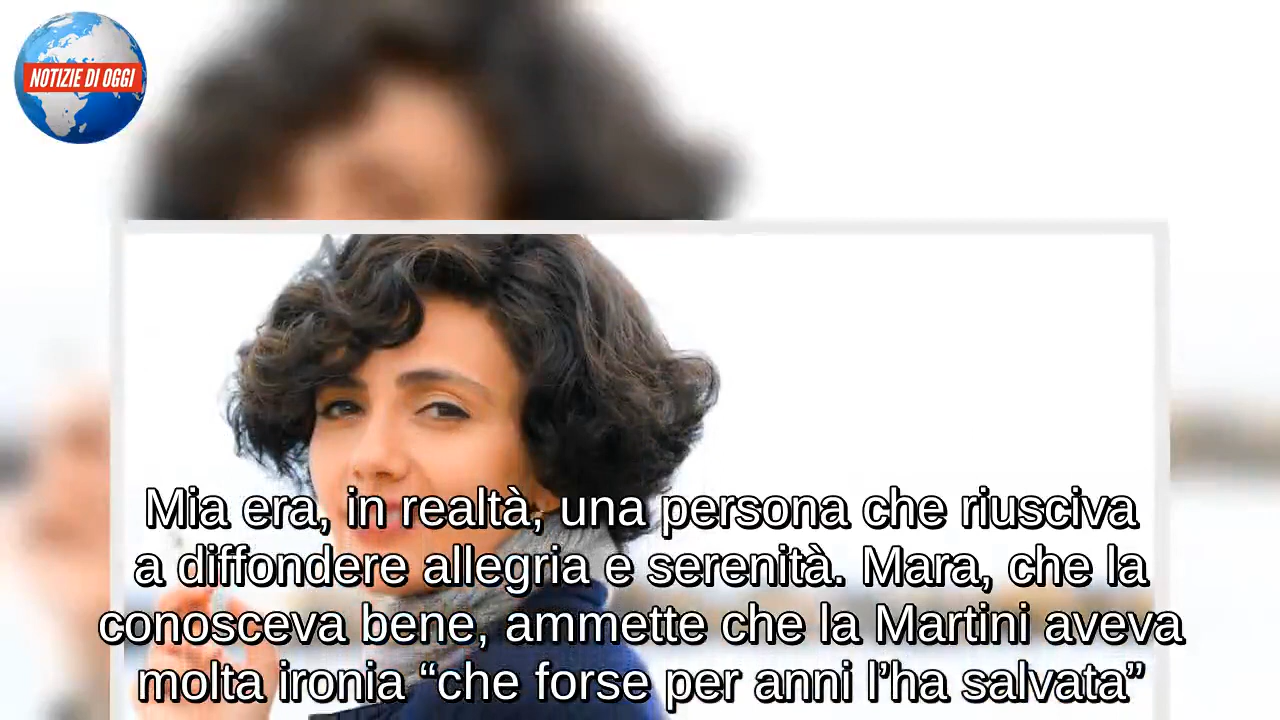 NOTIZIE DI OGGI
Mia era, in realtà, una persona che riusciva
a diffondere allegria e serenità. Mara, che la
conosceva bene, ammette che la Martini aveva
molta ironia “che forse per anni l’ha salvata”